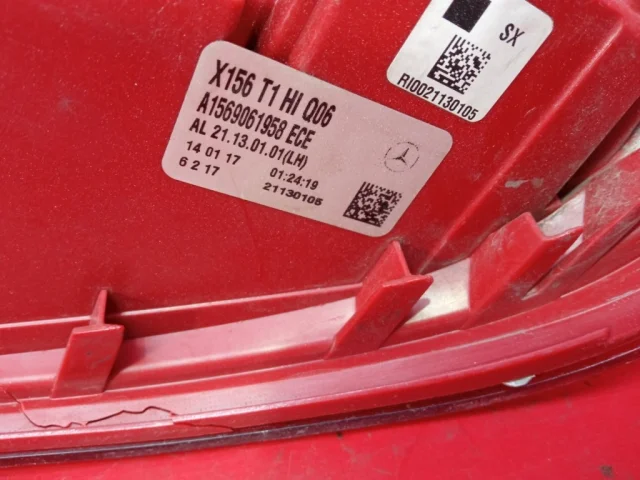 X156 T1 HI Q06
A1569061958 ECE
AL 21.13.01.01(LH)
14 01 17 01:24:19
6 2 17 21130105
SX
RI0021130105